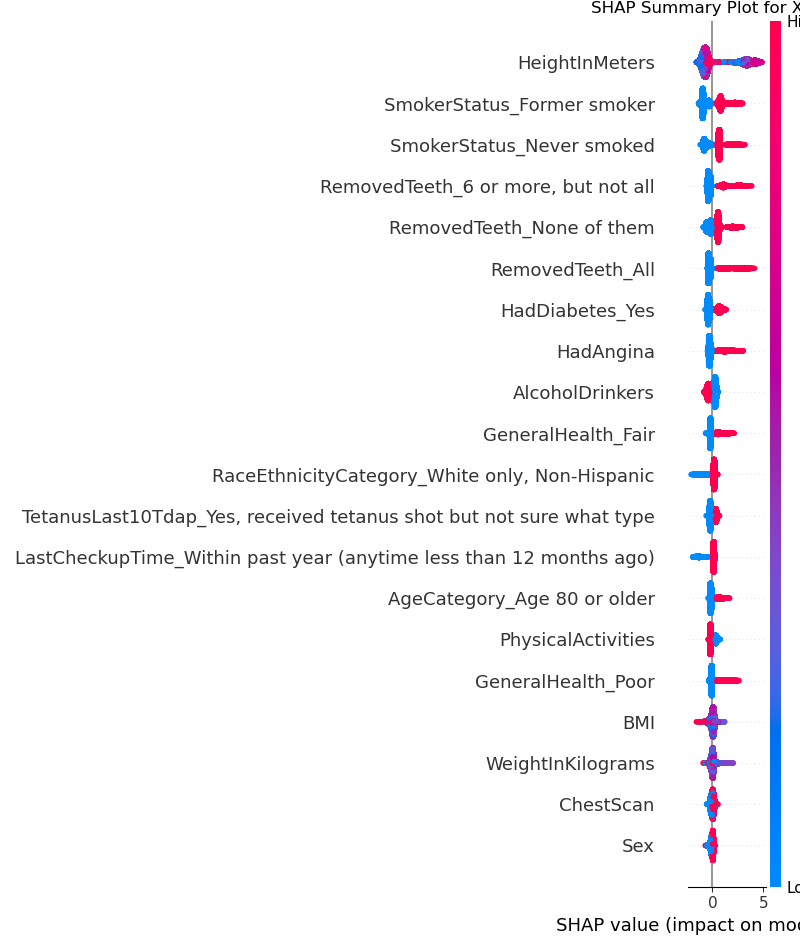 SHAP Summary Plot for X
Hi
HeightInMeters
SmokerStatus_Former smoker
SmokerStatus_Never smoked
RemovedTeeth_6 or more, but not all
RemovedTeeth_None of them
RemovedTeeth_All
HadDiabetes_Yes
HadAngina
AlcoholDrinkers
GeneralHealth_Fair
RaceEthnicityCategory_White only, Non-Hispanic
TetanusLast10Tdap_Yes, received tetanus shot but not sure what type
LastCheckupTime_Within past year (anytime less than 12 months ago)
AgeCategory_Age 80 or older
PhysicalActivities
GeneralHealth_Poor
BMI
WeightInKilograms
ChestScan
Sex
Lo
0 5
SHAP value (impact on mod